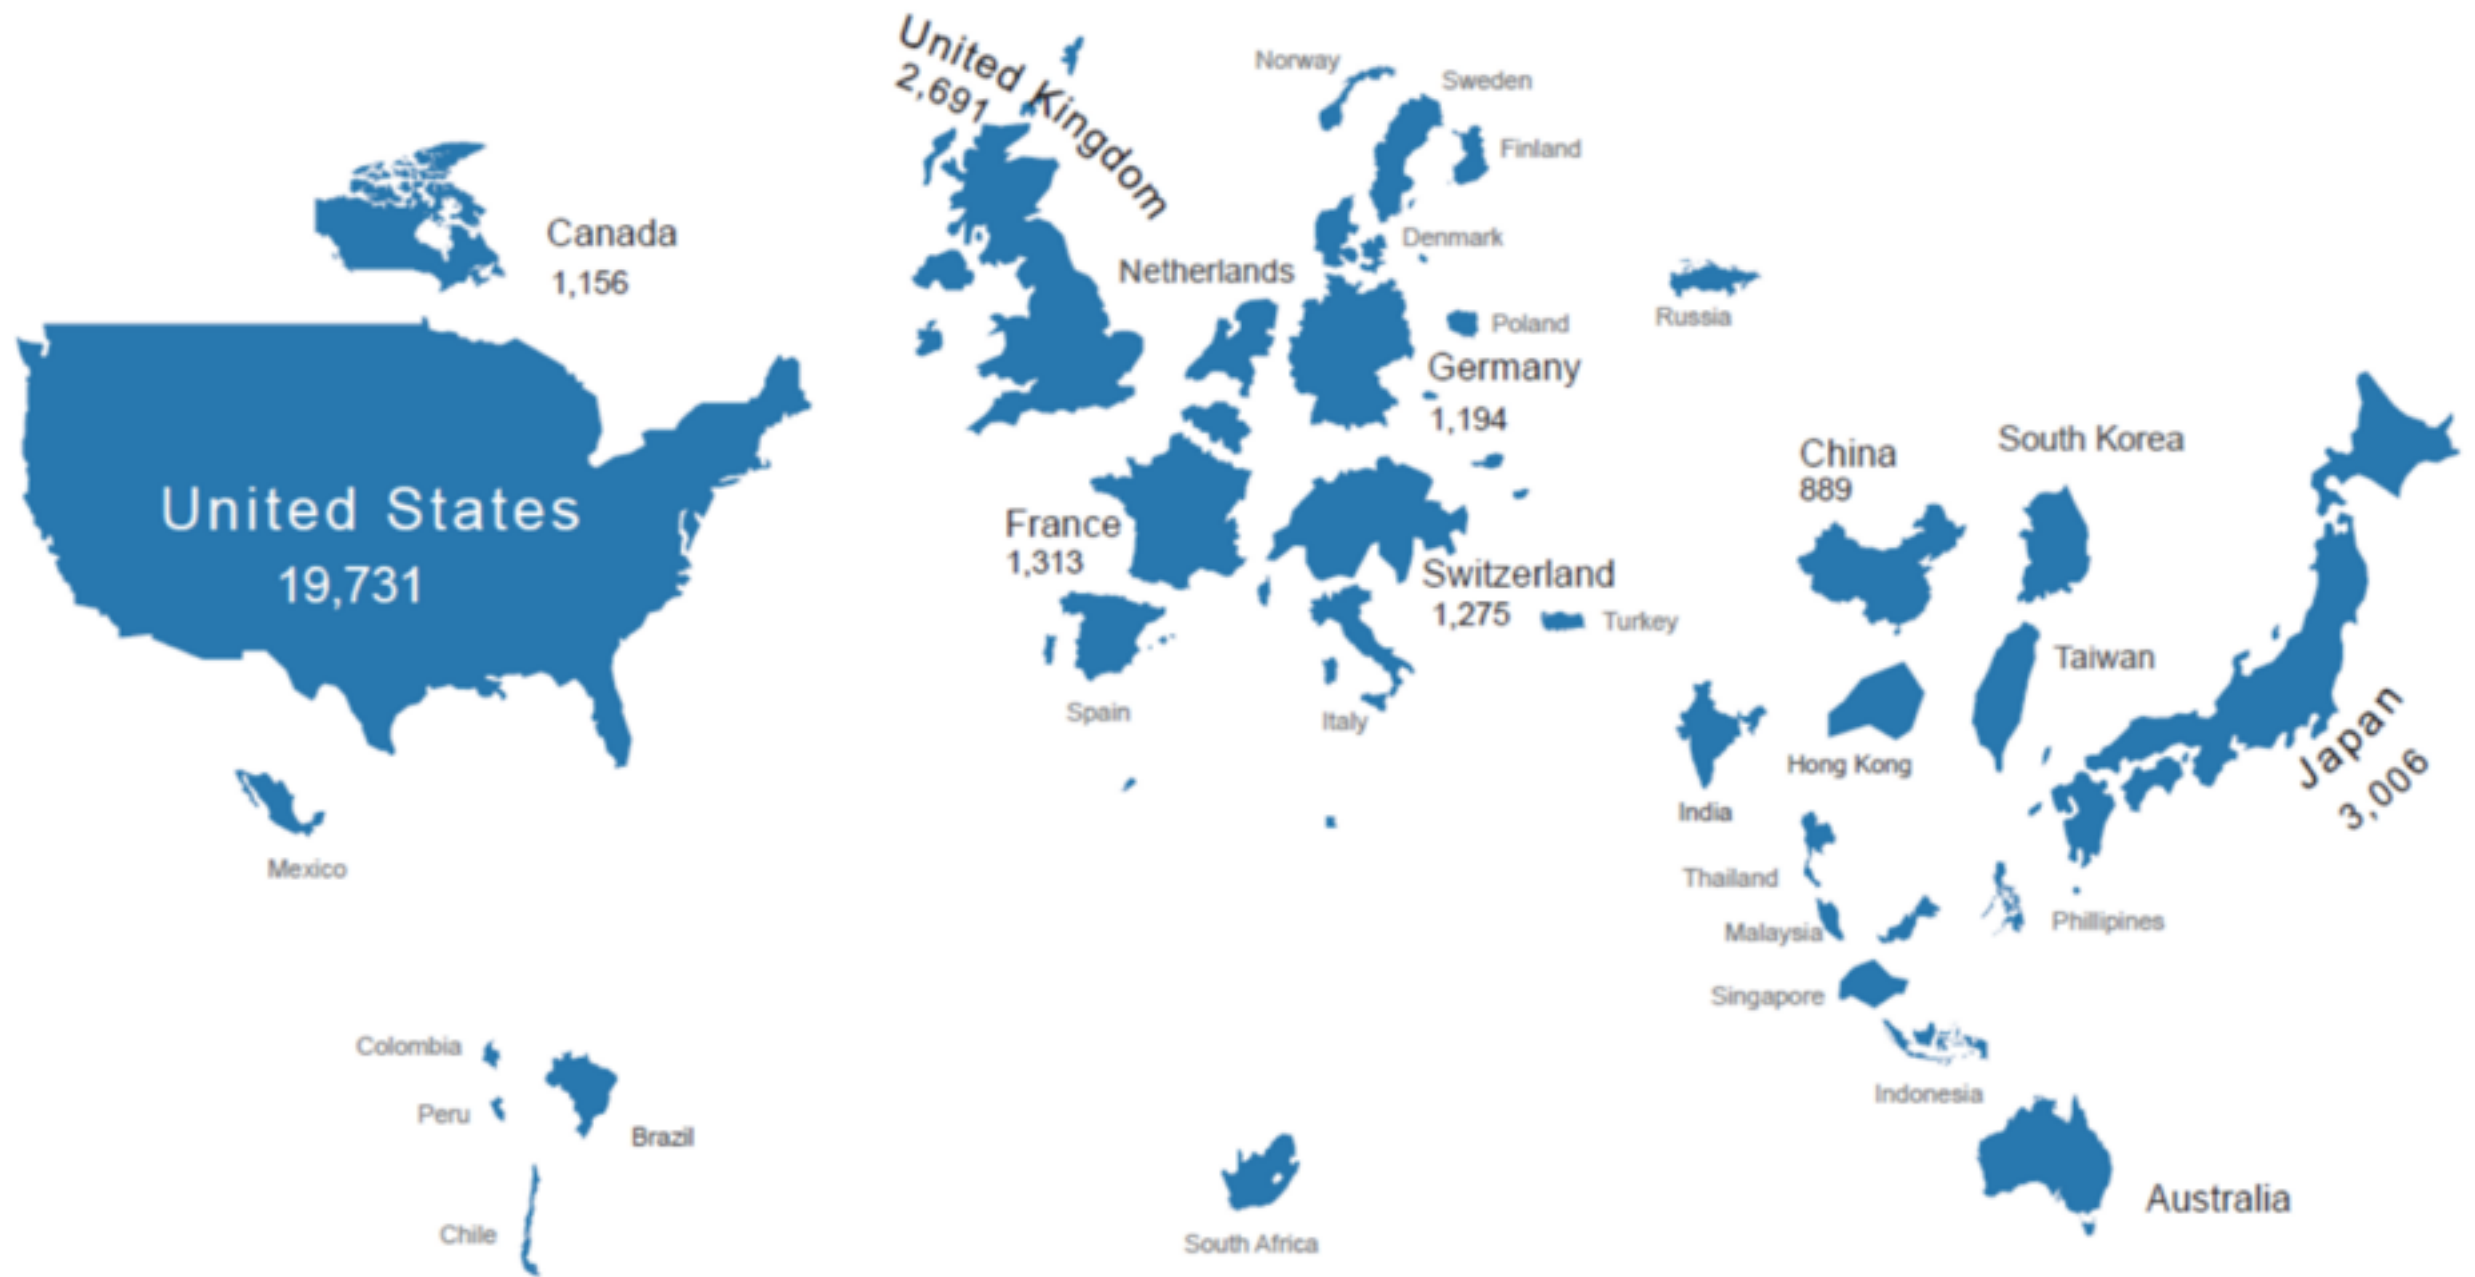 United Kingdom
2,691
Norway
Sweden
Finland
Canada
1,156
Denmark
Netherlands
Russia
Poland
Germany
1,194
United States
19,731
France
1,313
Switzerland
1,275
Turkey
China
889
South Korea
Taiwan
Spain
Italy
Hong Kong
Japan
3,006
India
Mexico
Thailand
Malaysia
Phillipines
Singapore
Indonesia
Colombia
Peru
Brazil
Chile
South Africa
Australia